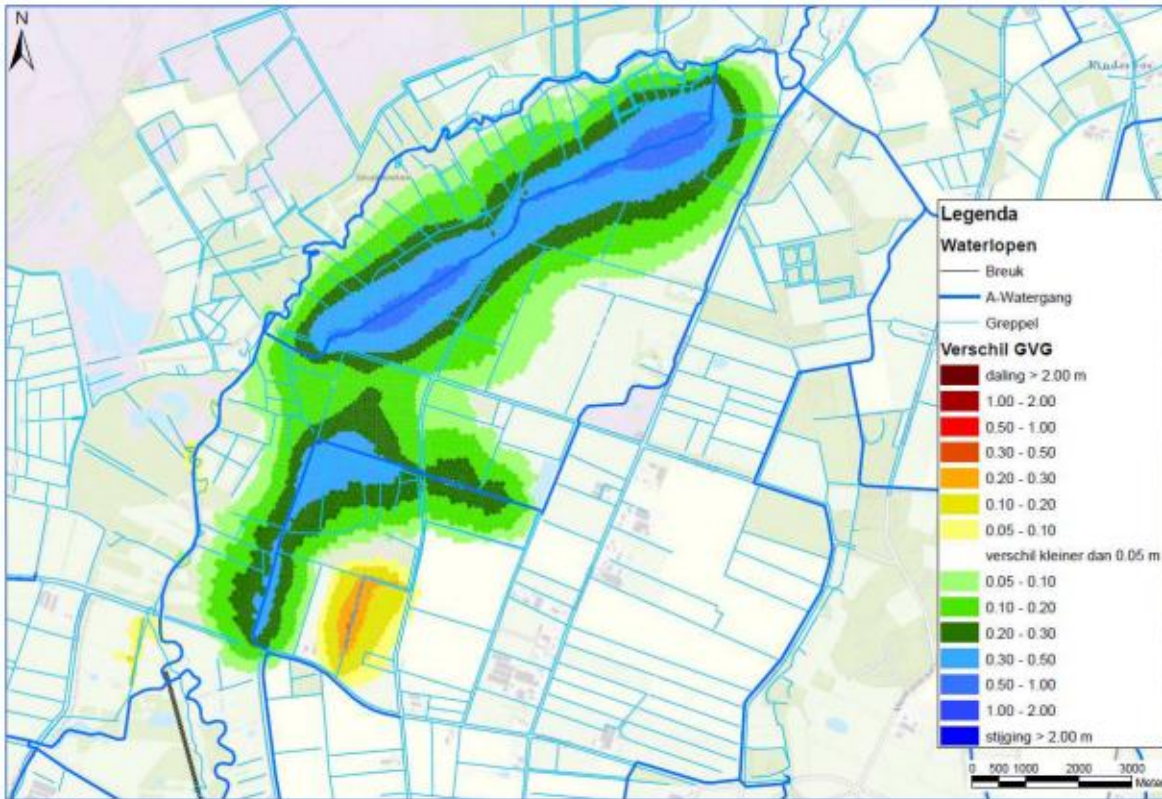 N
Legenda
Waterlopen
Breuk
A-Watergang
Greppel
Verschil GVG
daling > 2.00 m
1.00 - 2.00
0.50 - 1.00
0.30 - 0.50
0.20 - 0.30
0.10 - 0.20
0.05 - 0.10
verschil kleiner dan 0.05 m
0.05 - 0.10
0.10 - 0.20
0.20 - 0.30
0.30 - 0.50
0.50 - 1.00
1.00 - 2.00
stijging > 2.00 m
0 500 1000 2000 3000
Meter